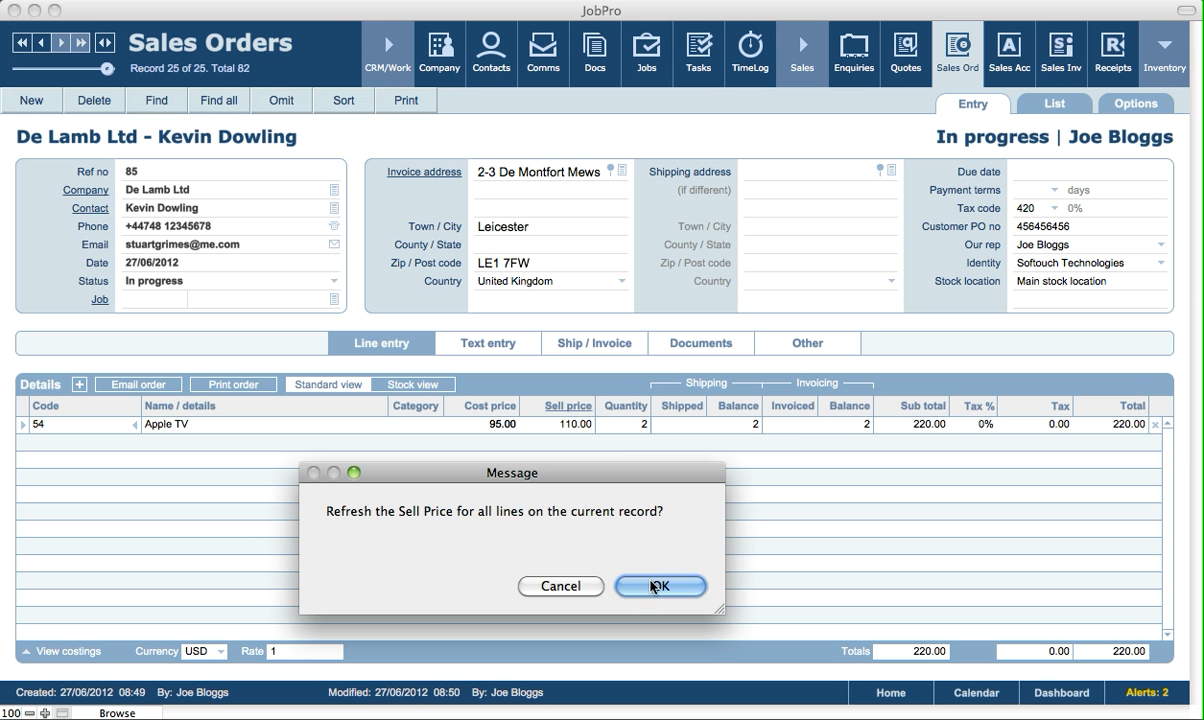 JobPro
Sales Orders
Record 25 of 25. Total 82
CRM/Work
Company
Contacts
Comms
Docs
Jobs
Tasks
TimeLog
Sales
Enquiries
Quotes
Sales Ord
Sales Acc
Sales Inv
Receipts
Inventory
New Delete Find Find all Omit Sort Print
Entry List Options
De Lamb Ltd - Kevin Dowling
In progress | Joe Bloggs
Ref no 85
Company De Lamb Ltd
Contact Kevin Dowling
Phone +44748 12345678
Email stuartgrimes@me.com
Date 27/06/2012
Status In progress
Job
Invoice address 2-3 De Montfort Mews
Town / City Leicester
County / State
Zip / Post code LE1 7FW
Country United Kingdom
Shipping address
(if different)
Town / City
County / State
Zip / Post code
Country
Due date
Payment terms days
Tax code 420 0%
Customer PO no 456456456
Our rep Joe Bloggs
Identity Softouch Technologies
Stock location Main stock location
Line entry Text entry Ship / Invoice Documents Other
Details + Email order Print order Standard view Stock view Shipping Invoicing
Code Name / details Category Cost price Sell price Quantity Shipped Balance Invoiced Balance Sub total Tax % Tax Total
54 Apple TV 95.00 110.00 2 2 2 220.00 0% 0.00 220.00
Message
Refresh the Sell Price for all lines on the current record?
Cancel OK
View costings Currency USD Rate 1 Totals 220.00 0.00 220.00
Created: 27/06/2012 08:49 By: Joe Bloggs Modified: 27/06/2012 08:50 By: Joe Bloggs Home Calendar Dashboard Alerts: 2
100 Browse